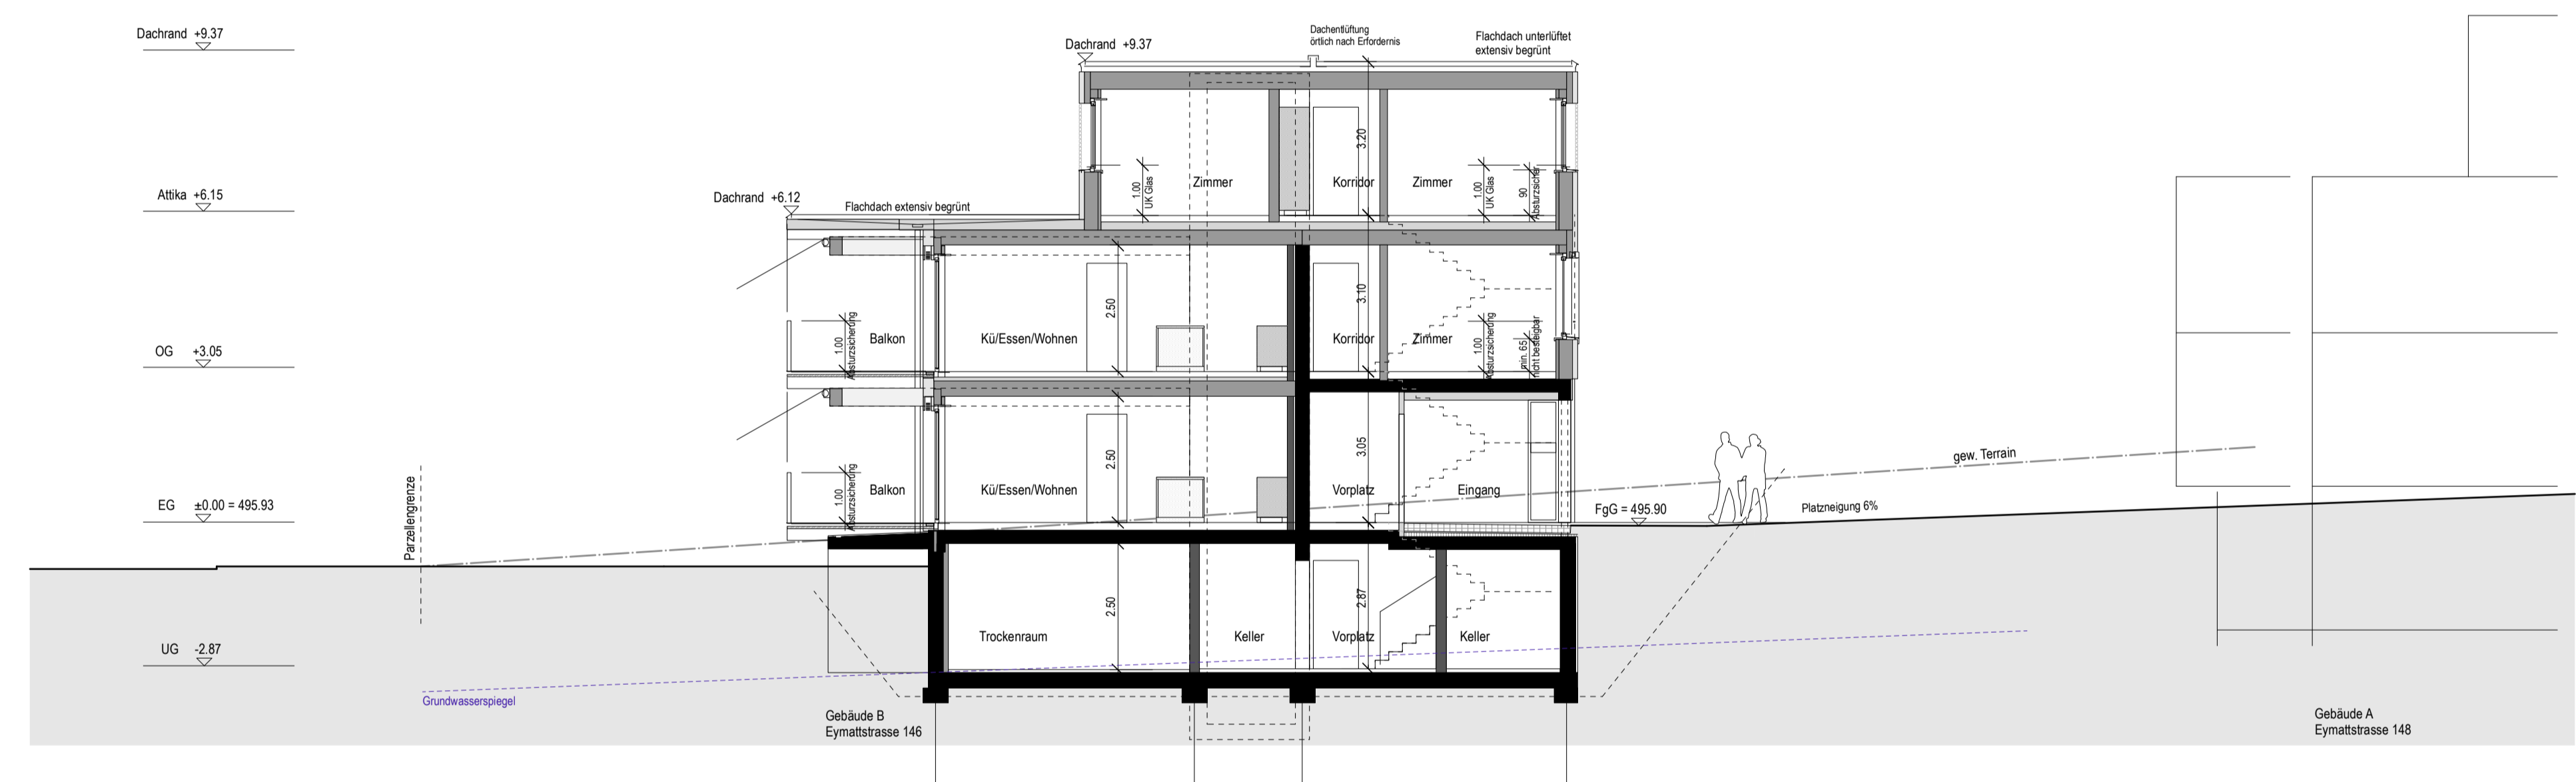 Dachrand +9.37
Attika +6.15
OG +3.05
EG ±0.00 = 495.93
UG -2.87
Parzellengrenze
Grundwasserspiegel
Dachrand +6.12
Flachdach extensiv begrünt
Dachrand +9.37
Dachentlüftung
örtlich nach Erfordernis
Flachdach unterlüftet
extensiv begrünt
1.00
UK Glas
Zimmer
3.20
Korridor
Zimmer
1.00
UK Glas
90
Absturzsicher
1.00
Absturzsicherung
Balkon
Kü/Essen/Wohnen
2.50
3.10
Korridor
Zimmer
1.00
Absturzsicherung
min. 65
nicht besteigbar
1.00
Absturzsicherung
Balkon
Kü/Essen/Wohnen
2.50
3.05
Vorplatz
Eingang
FgG = 495.90
Platzneigung 6%
gew. Terrain
Trockenraum
2.50
Keller
2.87
Vorplatz
Keller
Gebäude B
Eymattstrasse 146
Gebäude A
Eymattstrasse 148